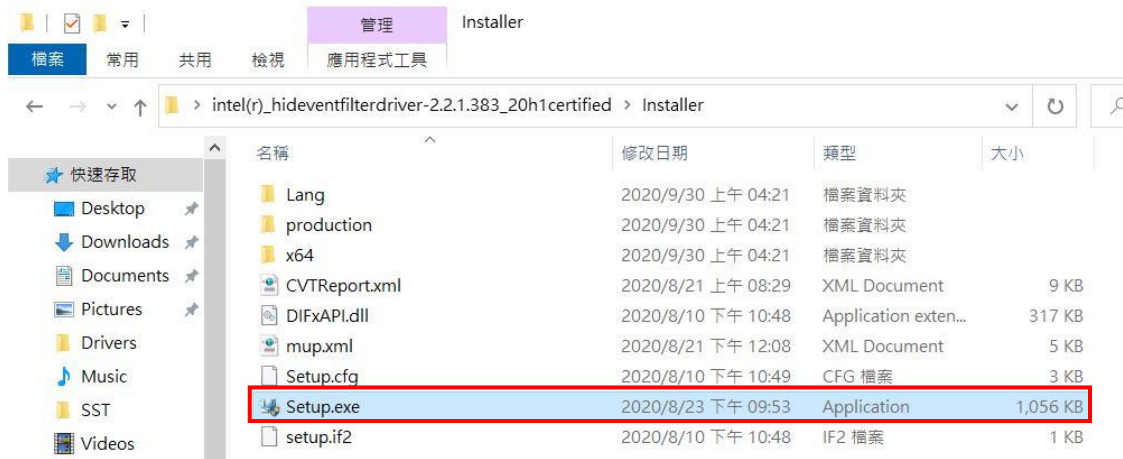 管理 Installer
檔案 常用 共用 檢視 應用程式工具
intel(r)_hideventfilterdriver-2.2.1.383_20h1certified > Installer
名稱 修改日期 類型 大小
快速存取
Desktop
Downloads
Documents
Pictures
Drivers
Music
SST
Videos
Lang 2020/9/30 上午 04:21 檔案資料夾
production 2020/9/30 上午 04:21 檔案資料夾
x64 2020/9/30 上午 04:21 檔案資料夾
CVTReport.xml 2020/8/21 上午 08:29 XML Document 9 KB
DIFxAPI.dll 2020/8/10 下午 10:48 Application exten... 317 KB
mup.xml 2020/8/21 下午 12:08 XML Document 5 KB
Setup.cfg 2020/8/10 下午 10:49 CFG 檔案 3 KB
Setup.exe 2020/8/23 下午 09:53 Application 1,056 KB
setup.if2 2020/8/10 下午 10:48 IF2 檔案 1 KB